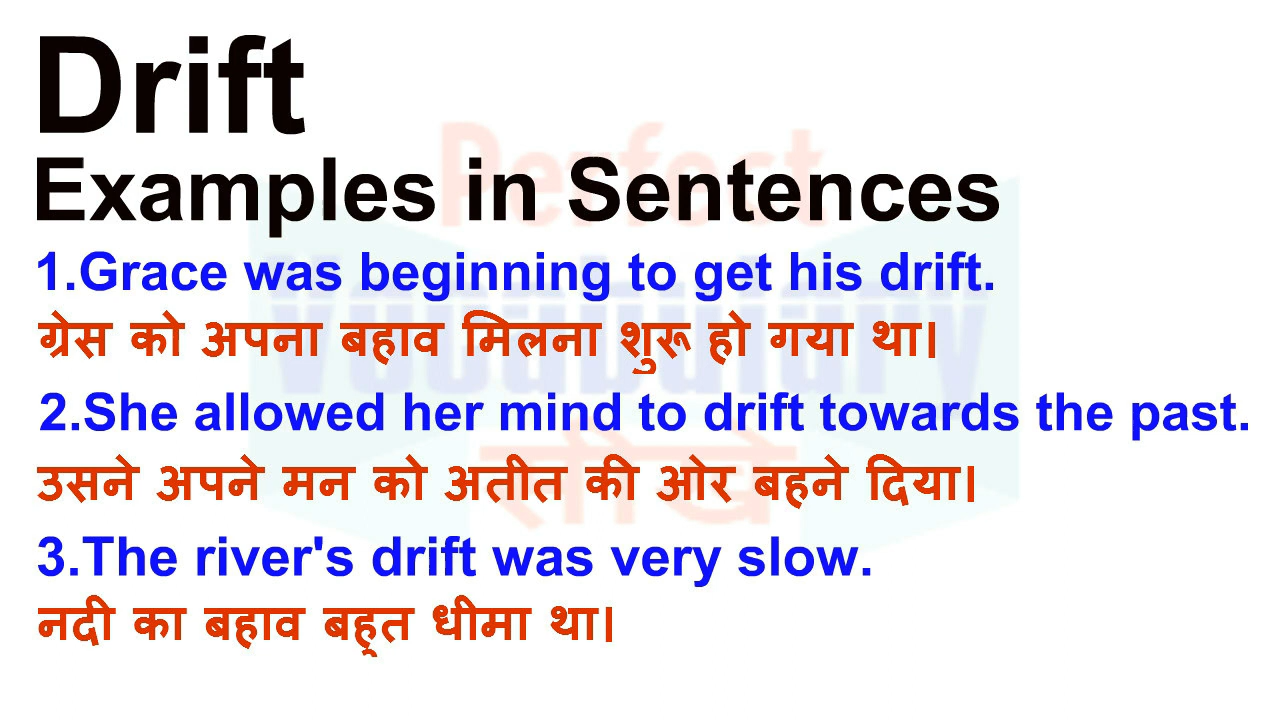 Drift
Examples in Sentences
1.Grace was beginning to get his drift.
ग्रेस को अपना बहाव मिलना शुरू हो गया था।
2.She allowed her mind to drift towards the past.
उसने अपने मन को अतीत की ओर बहने दिया।
3.The river's drift was very slow.
नदी का बहाव बहुत धीमा था।
Perfect
Vocabulary
सीखे